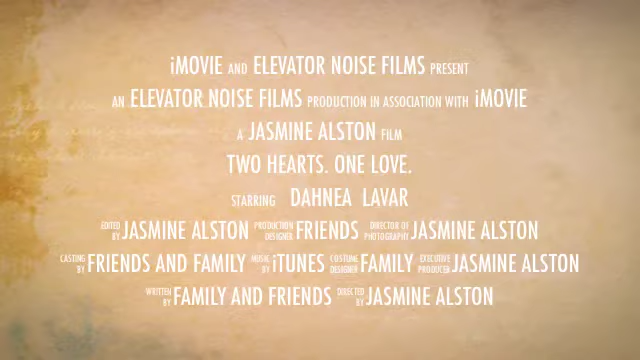 iMOVIE AND ELEVATOR NOISE FILMS PRESENT
AN ELEVATOR NOISE FILMS PRODUCTION IN ASSOCIATION WITH iMOVIE
A JASMINE ALSTON FILM
TWO HEARTS. ONE LOVE.
STARRING DAHNEA LAVAR
EDITED BY JASMINE ALSTON PRODUCTION DESIGNER FRIENDS DIRECTOR OF PHOTOGRAPHY JASMINE ALSTON
CASTING BY FRIENDS AND FAMILY MUSIC BY iTUNES COSTUME DESIGNER FAMILY EXECUTIVE PRODUCER JASMINE ALSTON
WRITTEN BY FAMILY AND FRIENDS DIRECTED BY JASMINE ALSTON